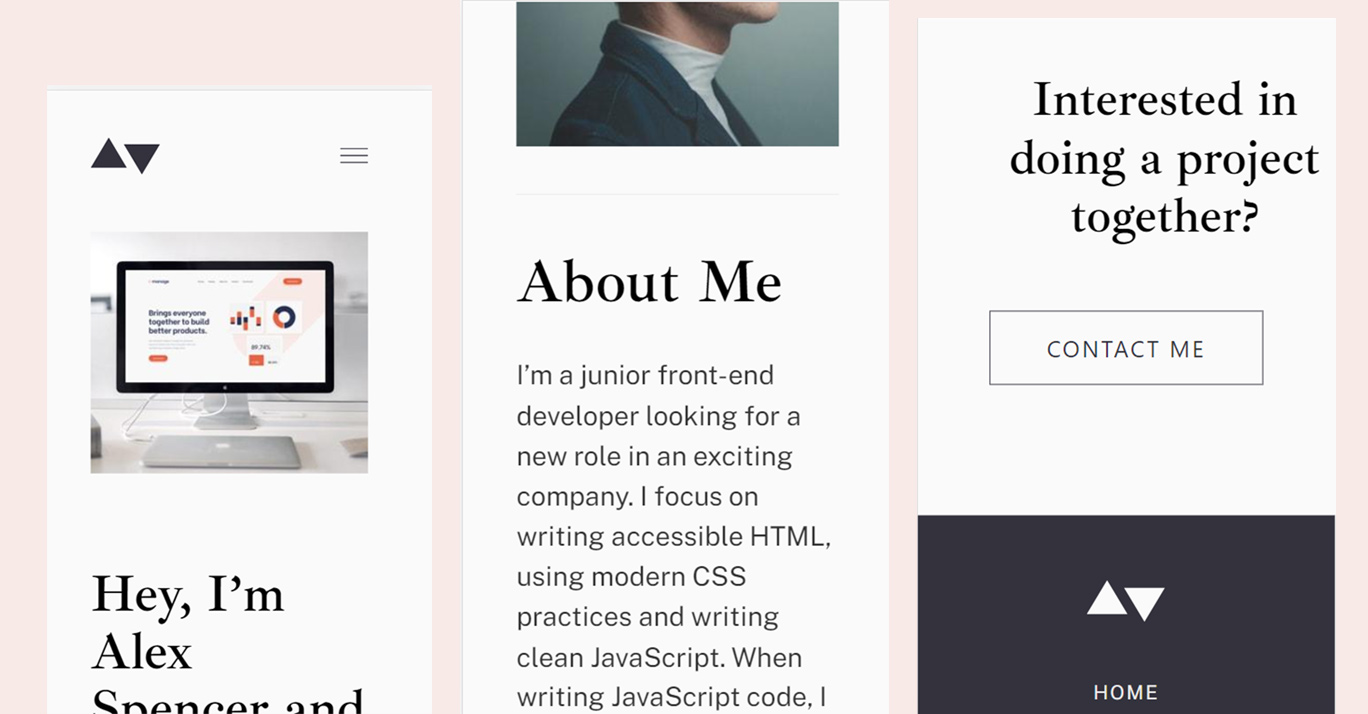 manage
Brings everyone
together to build
better products.
89.74%
Hey, I’m
Alex
Spencer and
About Me
I’m a junior front-end
developer looking for a
new role in an exciting
company. I focus on
writing accessible HTML,
using modern CSS
practices and writing
clean JavaScript. When
writing JavaScript code, I
Interested in
doing a project
together?
CONTACT ME
HOME